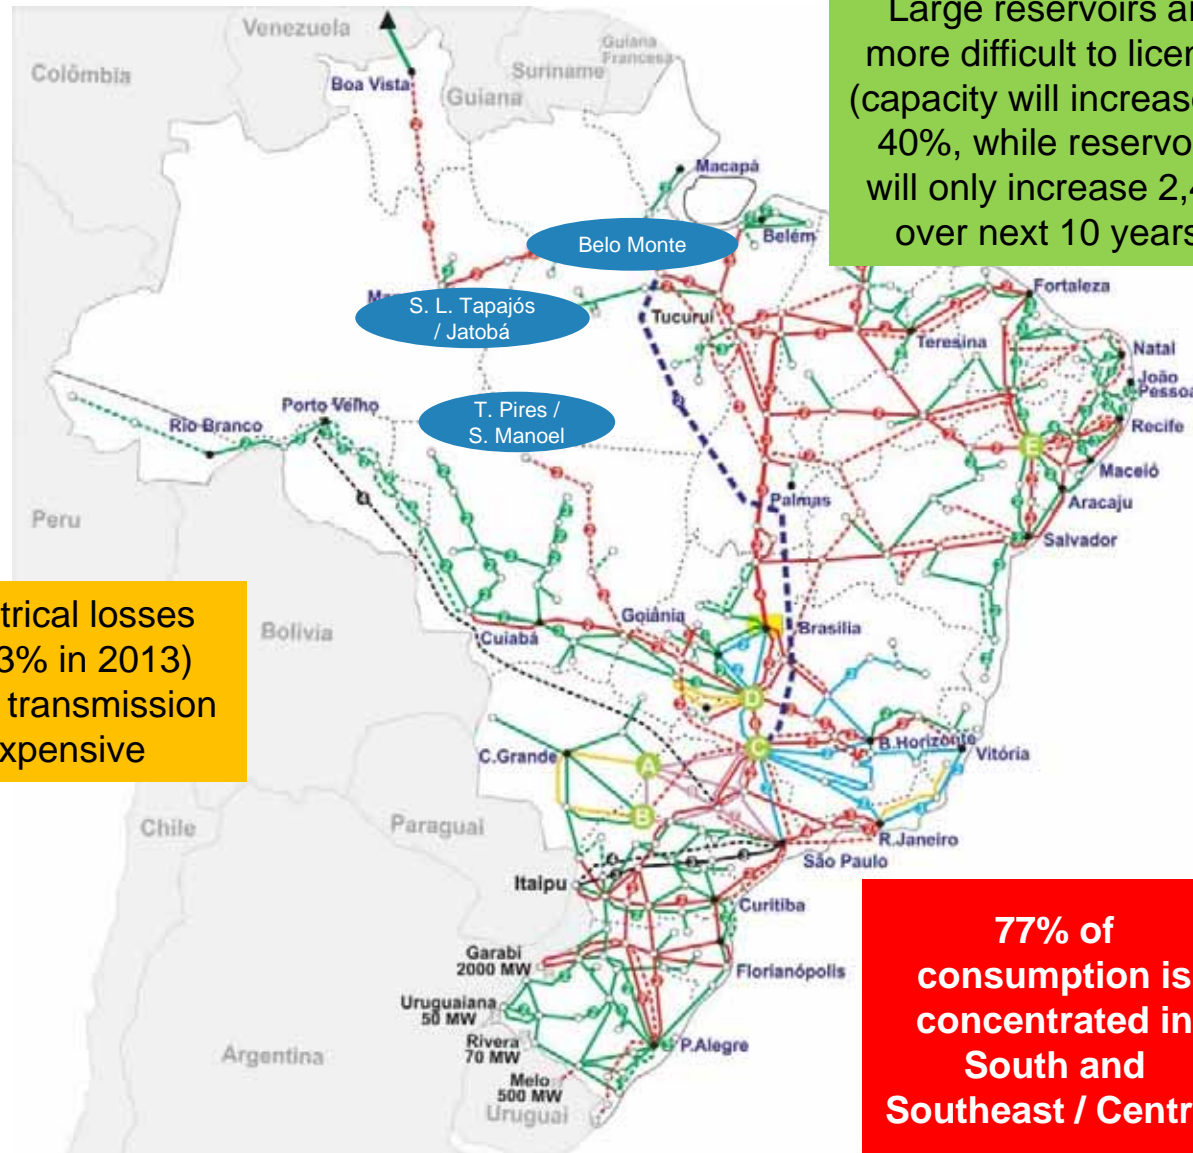 Large reservoirs ar
more difficult to licen
(capacity will increase
40%, while reservo
will only increase 2,4
over next 10 years
Venezuela
Guiana
Francesa
Colômbia
Boa Vista
Suriname
Guiana
Macapá
Belo Monte
Belém
S. L. Tapajós
/ Jatobá
Tucuruí
Fortaleza
Teresina
Natal
João
Pessoa
T. Pires /
S. Manoel
Porto Velho
Rio Branco
Recife
E
Maceió
Palmas
Aracaju
Peru
Salvador
trical losses
3% in 2013)
transmission
xpensive
Bolívia
Cuiabá
Goiânia
Brasília
D
C
B.Horizonte
Vitória
C.Grande
A
B
Chile
Paraguai
R.Janeiro
São Paulo
Itaipu
Curitiba
77% of
consumption is
concentrated in
South and
Southeast / Centr
Garabi
2000 MW
Florianópolis
Uruguaiana
50 MW
Rivera
70 MW
P.Alegre
Argentina
Melo
500 MW
Uruguai